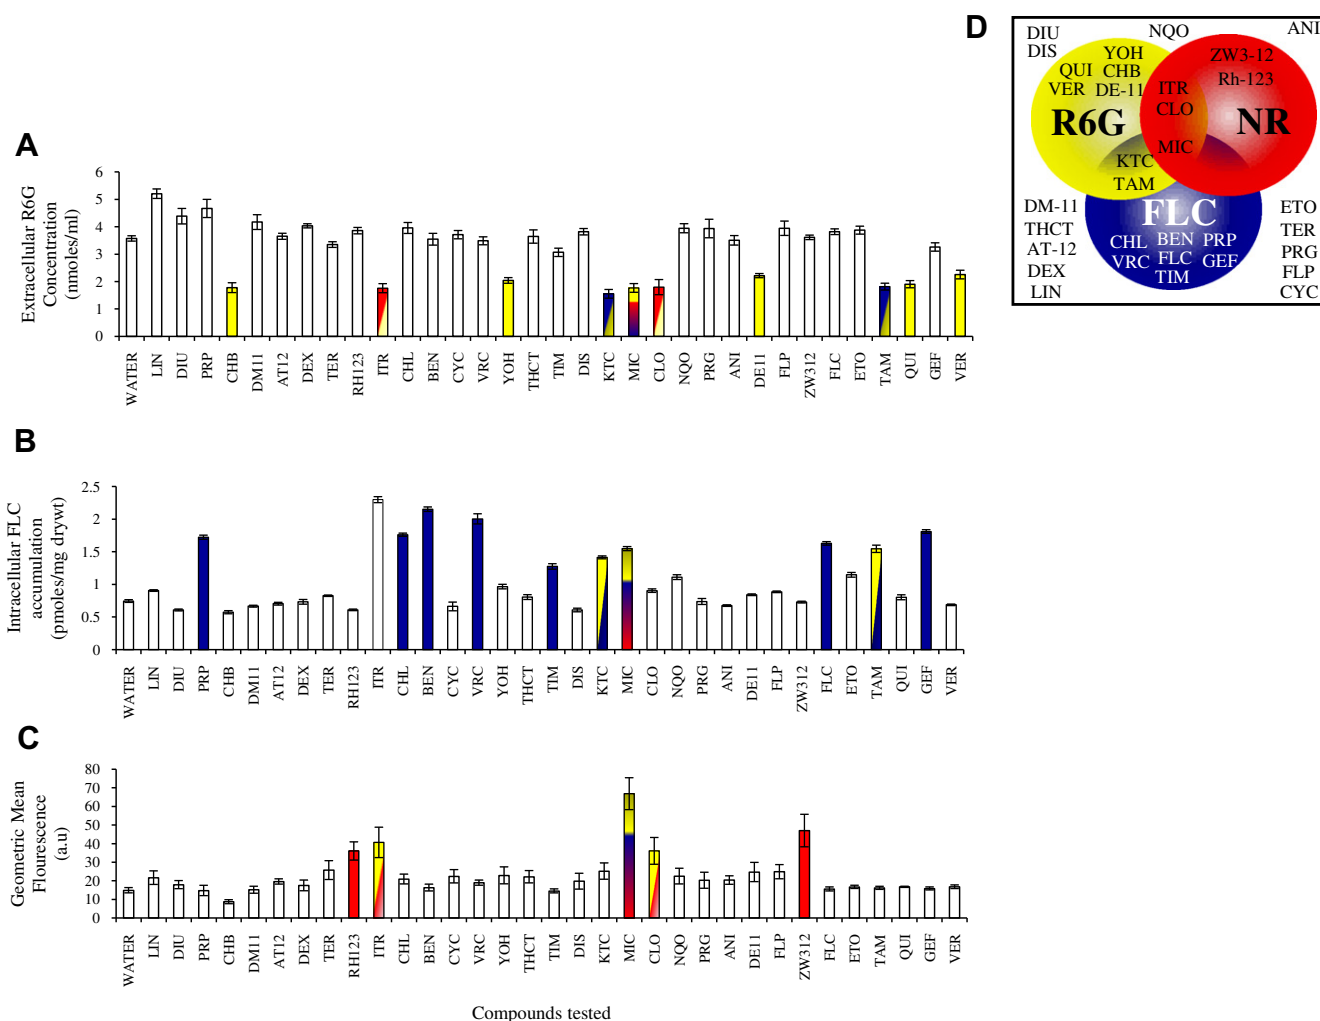 A
Extracellular R6G
Concentration
(nmoles/ml)
6
5
4
3
2
1
0
WATER LIN DIU PRP CHB DM11 AT12 DEX TER RH123 ITR CHL BEN CYC VRC YOH THCT TIM DIS KTC MIC CLO NQO PRG ANI DE11 FLP ZW312 FLC ETO TAM QUI GEF VER
B
Intracellular FLC
accumulation
(pmoles/mg drywt)
2.5
2
1.5
1
0.5
0
WATER LIN DIU PRP CHB DM11 AT12 DEX TER RH123 ITR CHL BEN CYC VRC YOH THCT TIM DIS KTC MIC CLO NQO PRG ANI DE11 FLP ZW312 FLC ETO TAM QUI GEF VER
C
Geometric Mean
Flourescence
(a.u)
80
70
60
50
40
30
20
10
0
WATER LIN DIU PRP CHB DM11 AT12 DEX TER RH123 ITR CHL BEN CYC VRC YOH THCT TIM DIS KTC MIC CLO NQO PRG ANI DE11 FLP ZW312 FLC ETO TAM QUI GEF VER
Compounds tested
D
DIU NQO ANI
DIS
YOH ZW3-12
QUI CHB Rh-123
VER DE-11 ITR
CLO
R6G NR
MIC
KTC
TAM
DM-11 FLC ETO
THCT TER
AT-12 PRG
DEX FLP
LIN CYC
CHL BEN PRP
VRC FLC GEF
TIM